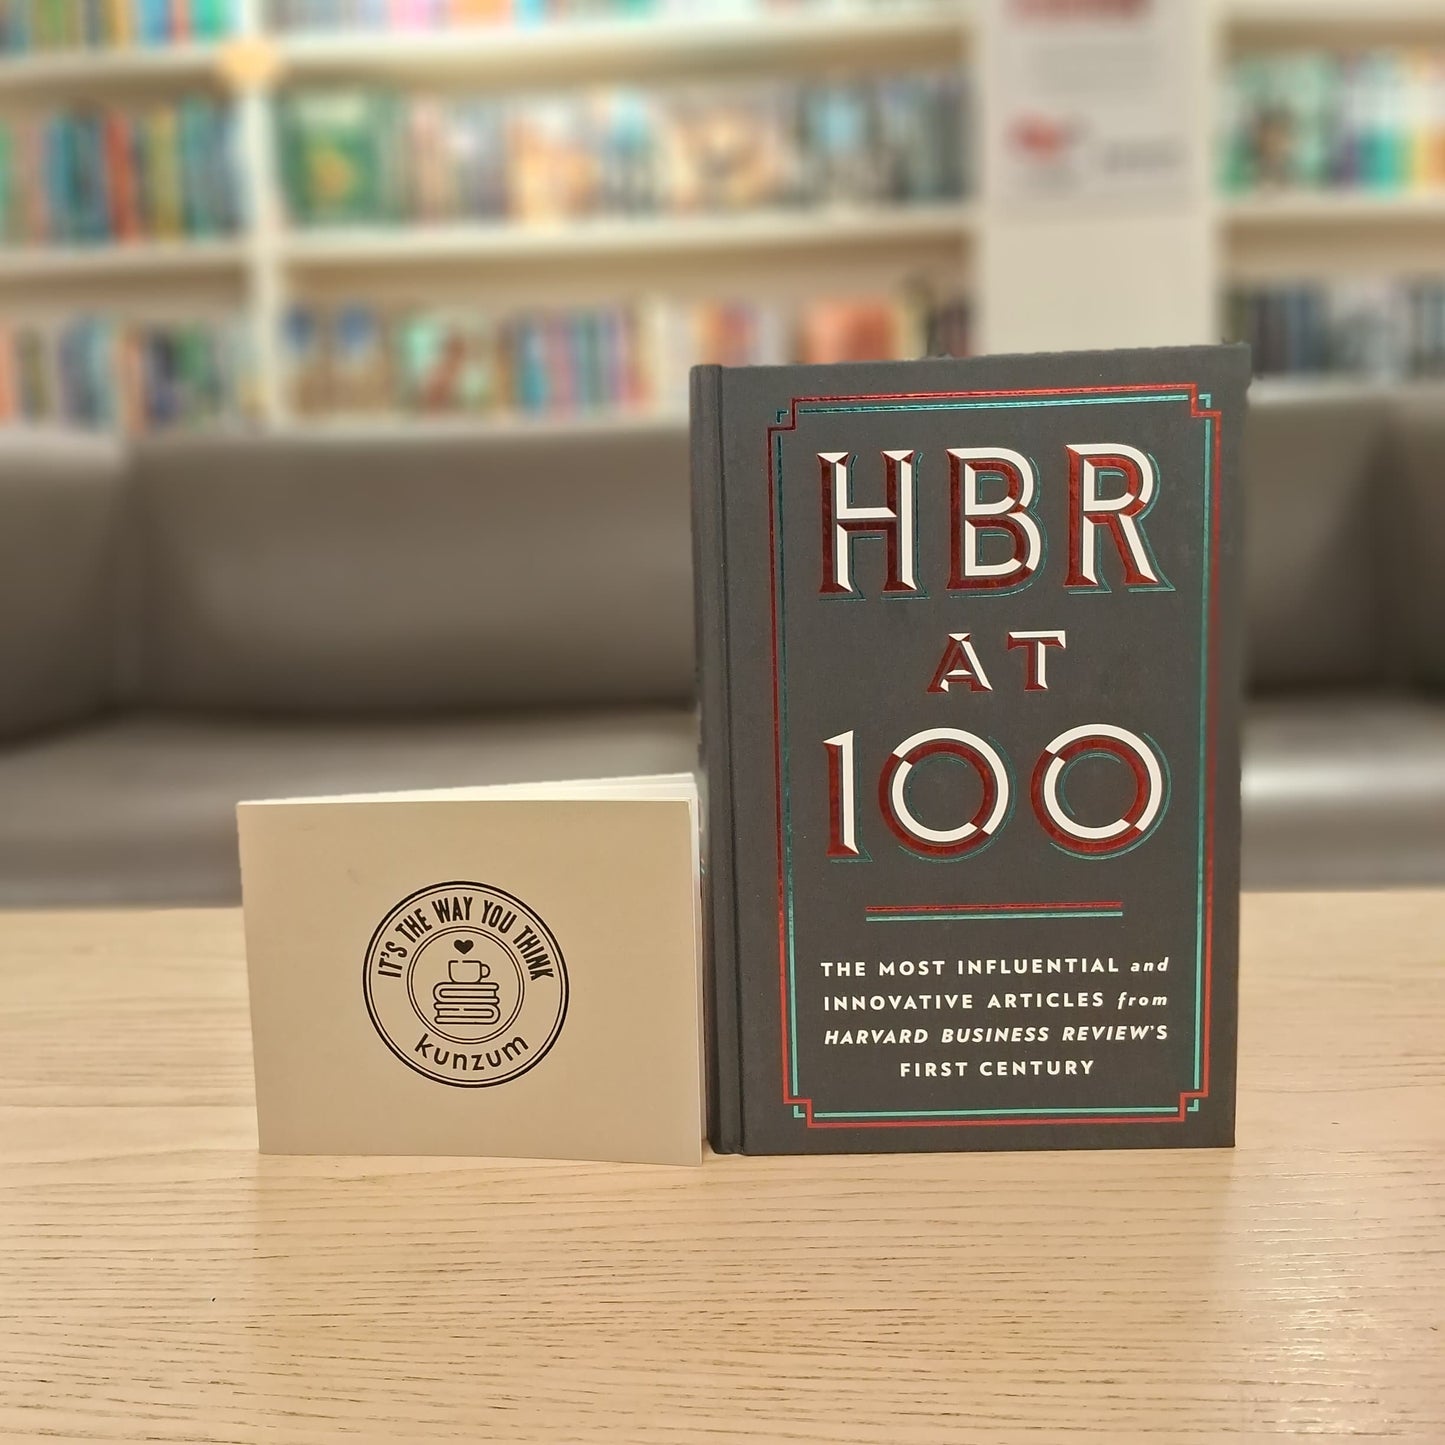 IT'S THE WAY YOU THINK
kunzum
HBR
AT
100
THE MOST INFLUENTIAL and
INNOVATIVE ARTICLES from
HARVARD BUSINESS REVIEW'S
FIRST CENTURY